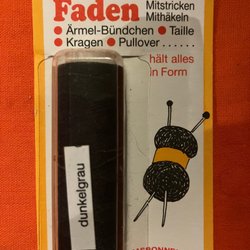 Faden
Mitstricken
Mithäkeln
● Ärmel-Bündchen ● Taille
● Kragen ● Pullover . . . . . .
hält alles
in Form
dunkelgrau